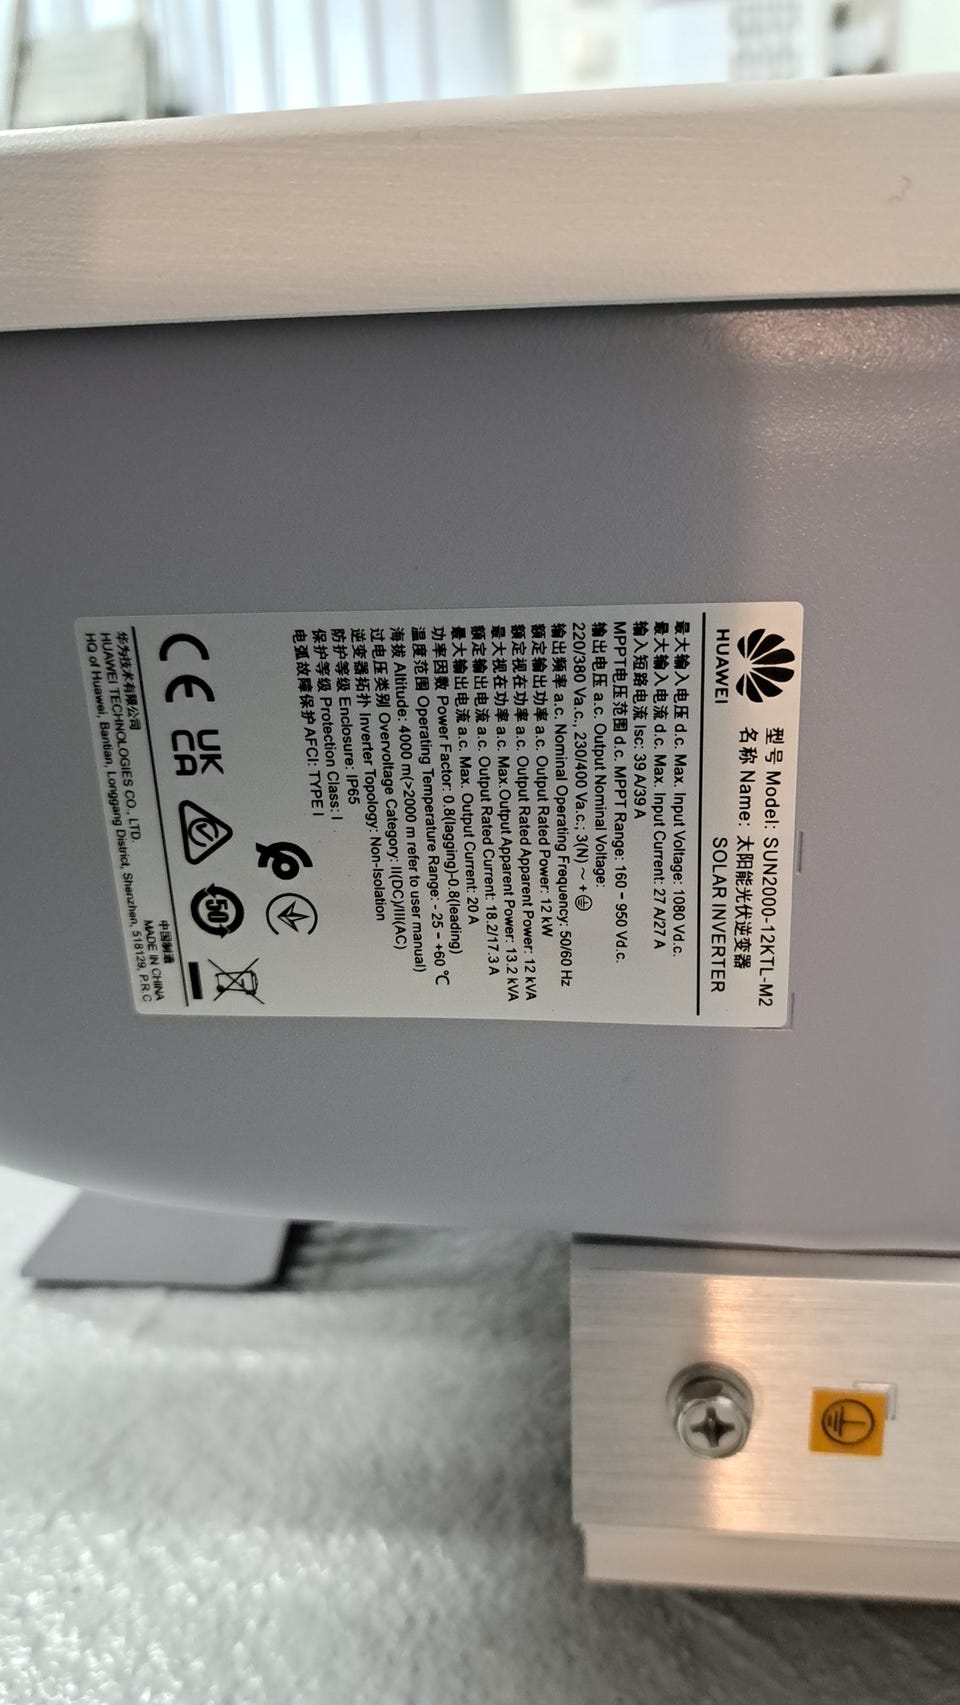 HUAWEI
型号 Model: SUN2000-12KTL-M2
名称 Name: 太阳能光伏逆变器
SOLAR INVERTER
最大输入电压 d.c. Max. Input Voltage: 1080 Vd.c.
最大输入电流 d.c. Max. Input Current: 27 A/27 A
输入短路电流 Isc: 39 A/39 A
MPPT电压范围 d.c. MPPT Range: 160 - 950 Vd.c.
输出电压 a.c. Output Nominal Voltage:
220/380 Va.c., 230/400 Va.c.; 3(N) ~ + ⏚
输出频率 a.c. Nominal Operating Frequency: 50/60 Hz
额定输出功率 a.c. Output Rated Power: 12 kW
额定视在功率 a.c. Output Rated Apparent Power: 12 kVA
最大视在功率 a.c. Max.Output Apparent Power: 13.2 kVA
额定输出电流 a.c. Output Rated Current: 18.2/17.3 A
最大输出电流 a.c. Max. Output Current: 20 A
功率因数 Power Factor: 0.8(lagging)-0.8(leading)
温度范围 Operating Temperature Range: - 25 ~ +60 ℃
海拔 Altitude: 4000 m(>2000 m refer to user manual)
过电压类别 Overvoltage Category: II(DC)/III(AC)
逆变器拓扑 Inverter Topology: Non-Isolation
防护等级 Enclosure: IP65
保护等级 Protection Class: I
电弧故障保护 AFCI: TYPE I
CE UK CA 50
华为技术有限公司
HUAWEI TECHNOLOGIES CO., LTD.
HQ of Huawei, Bantian, Longgang District, Shenzhen, 518129, P.R.C
中国制造
MADE IN CHINA